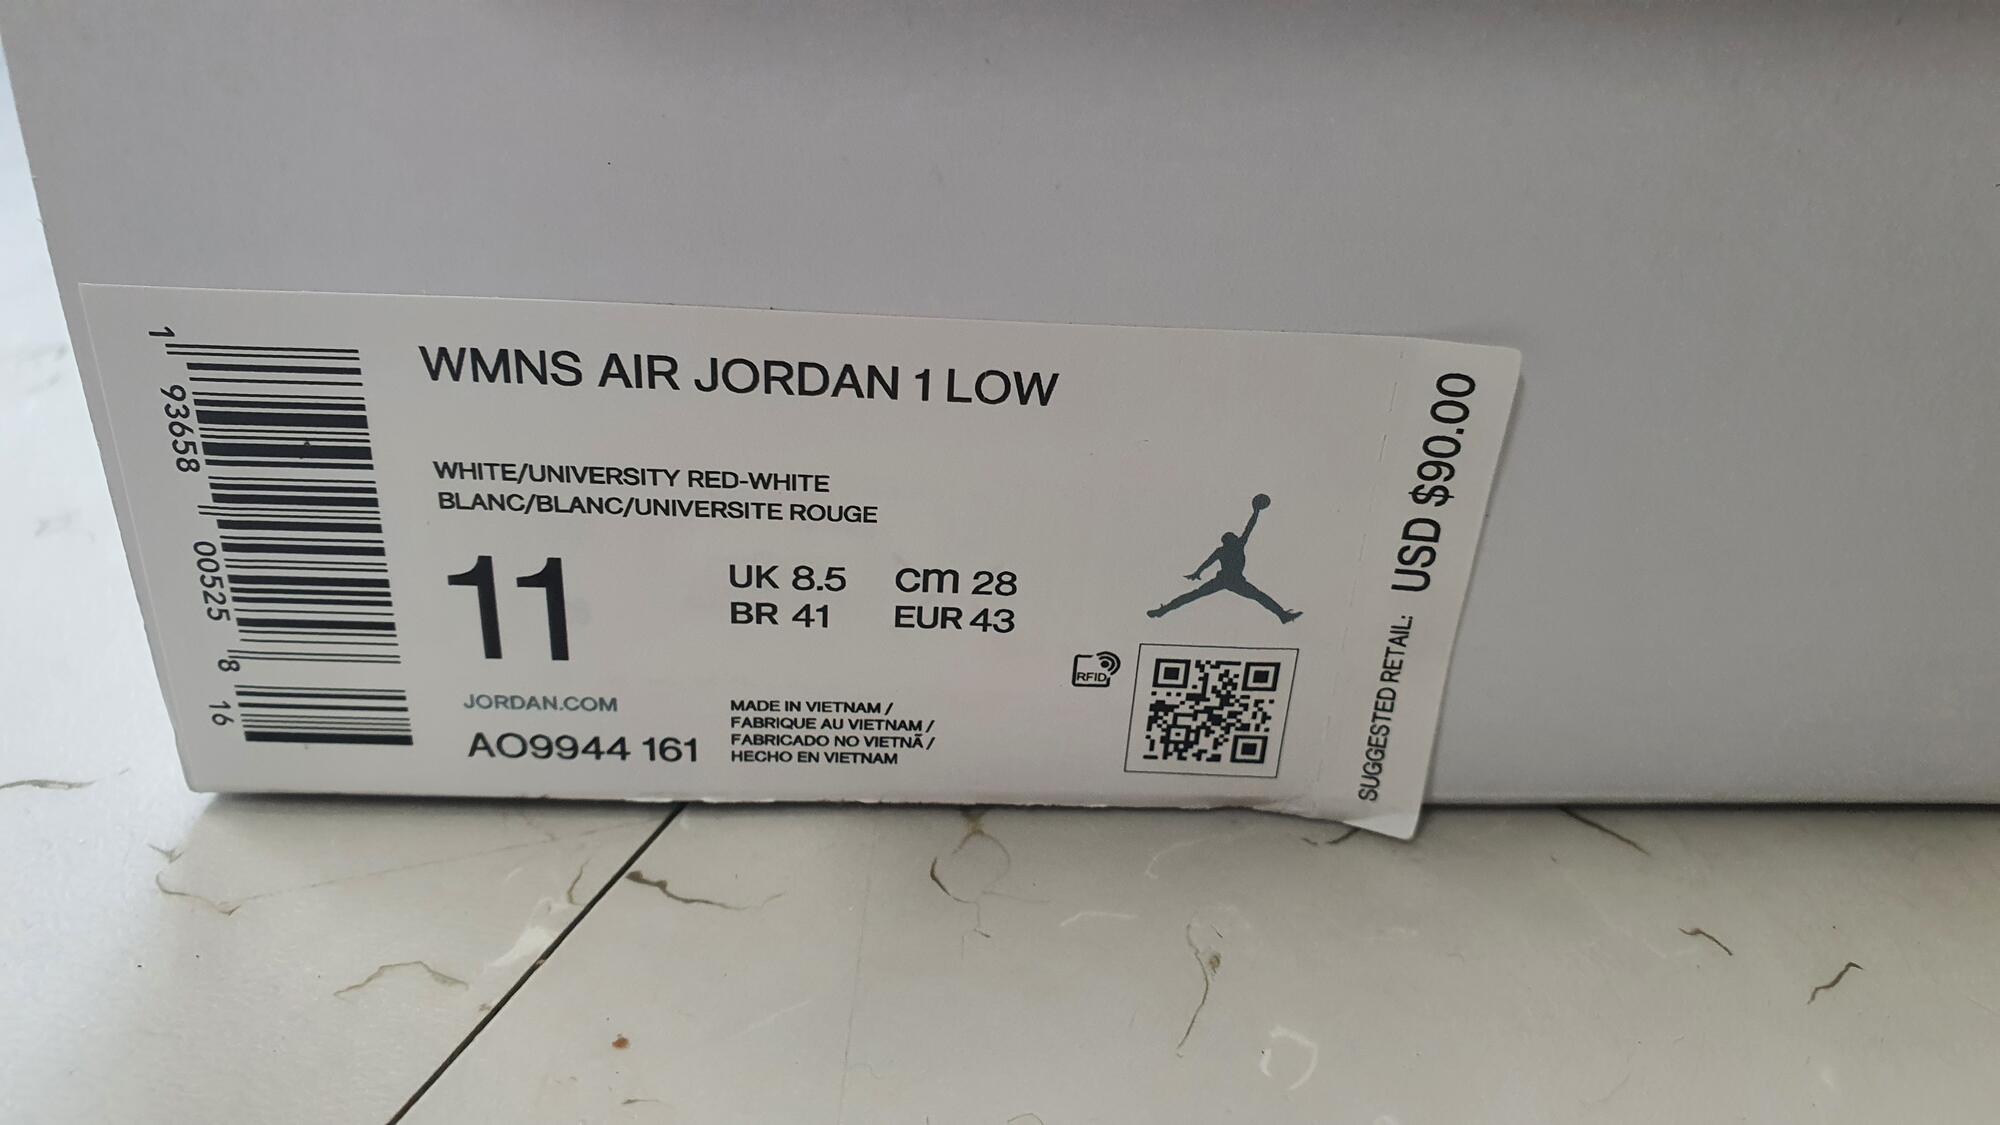 WMNS AIR JORDAN 1 LOW
WHITE/UNIVERSITY RED-WHITE
BLANC/BLANC/UNIVERSITE ROUGE
11
UK 8.5
cm 28
BR 41
EUR 43
JORDAN.COM
AO9944 161
MADE IN VIETNAM /
FABRIQUE AU VIETNAM /
FABRICADO NO VIETNÃ /
HECHO EN VIETNAM
RFID
SUGGESTED RETAIL: USD $90.00
1 93658 00525 8 16